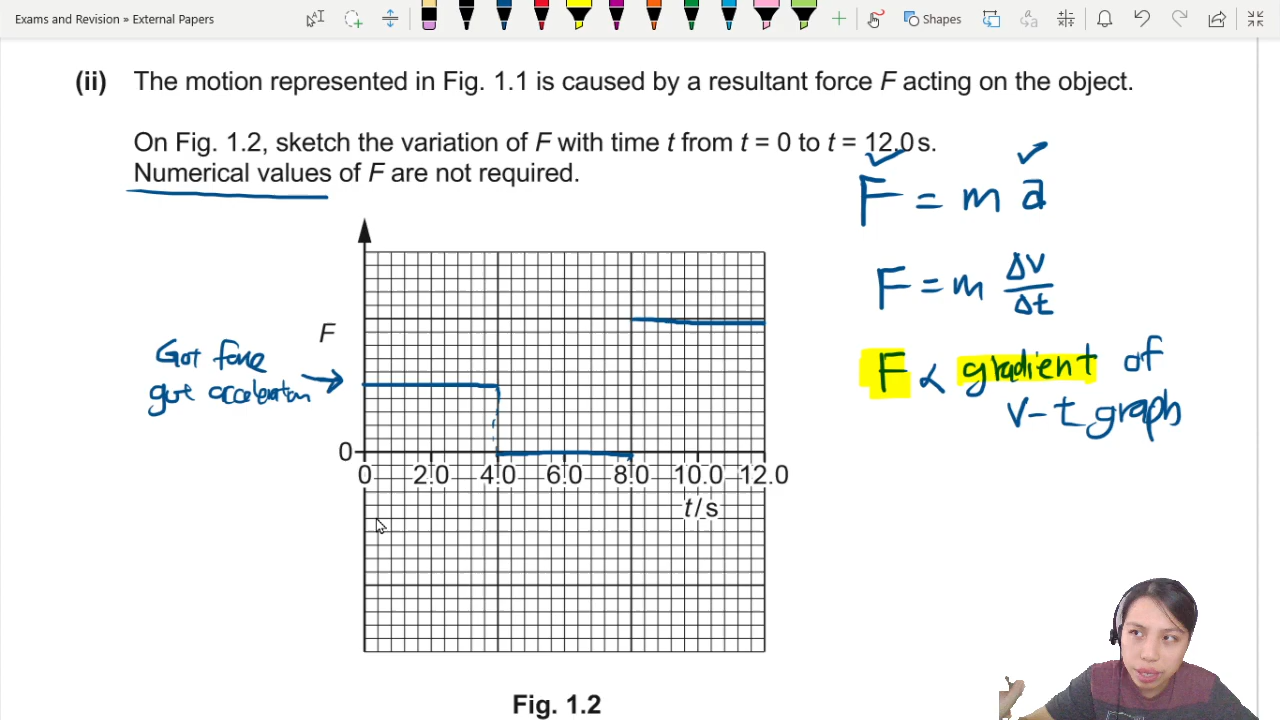 Exams and Revision » External Papers
Shapes
(ii) The motion represented in Fig. 1.1 is caused by a resultant force F acting on the object.
On Fig. 1.2, sketch the variation of F with time t from t = 0 to t = 12.0 s.
Numerical values of F are not required.
F = m a
F = m Δv/Δt
F
Got force
got acceleration
F ∝ gradient of
v-t graph
0
0 2.0 4.0 6.0 8.0 10.0 12.0
t/s
Fig. 1.2